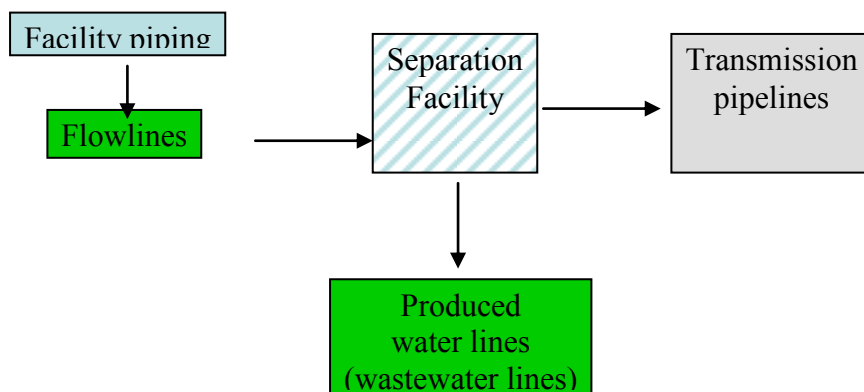 Facility piping
Flowlines
Separation
Facility
Transmission
pipelines
Produced
water lines
(wastewater lines)